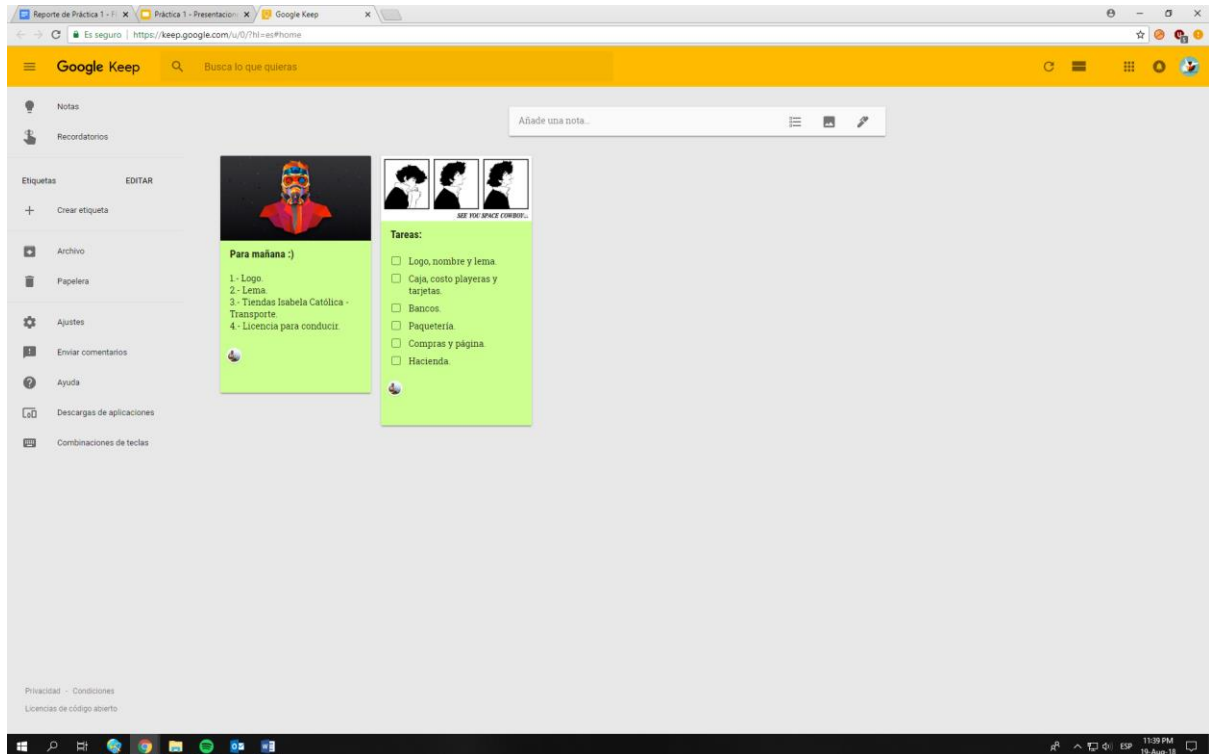 Reporte de Práctica 1 - F
Práctica 1 - Presentacion
Google Keep
Es seguro | https://keep.google.com/u/0/?hl=es#home
Google Keep
Busca lo que quieras
Notas
Recordatorios
Etiquetas
EDITAR
Crear etiqueta
Archivo
Papelera
Ajustes
Enviar comentarios
Ayuda
Descargas de aplicaciones
Combinaciones de teclas
Añade una nota...
Para mañana :)
1.- Logo.
2.- Lema.
3.- Tiendas Isabela Católica -
Transporte.
4.- Licencia para conducir.
SEE YOU SPACE COWBOY...
Tareas:
Logo, nombre y lema.
Caja, costo playeras y
tarjetas.
Bancos.
Paquetería.
Compras y página.
Hacienda.
Privacidad - Condiciones
Licencias de código abierto
ESP
11:39 PM
19-Aug-18